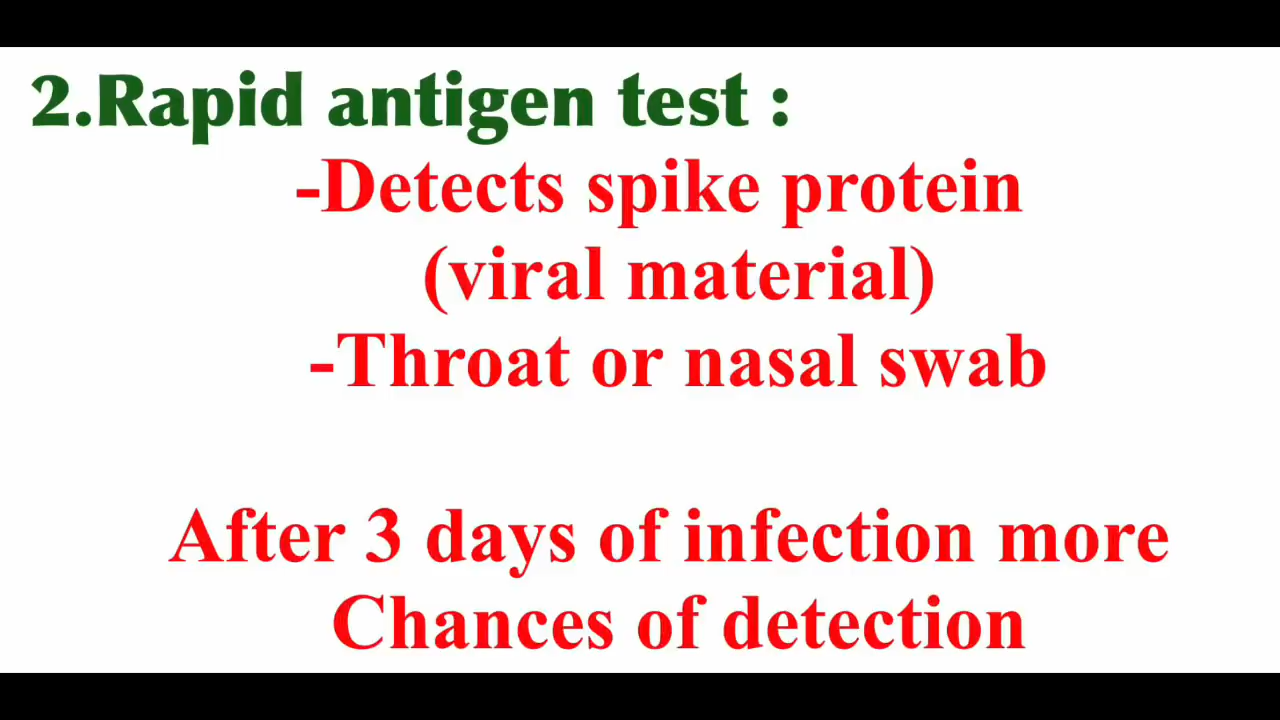 2.Rapid antigen test :
-Detects spike protein
(viral material)
-Throat or nasal swab
After 3 days of infection more
Chances of detection